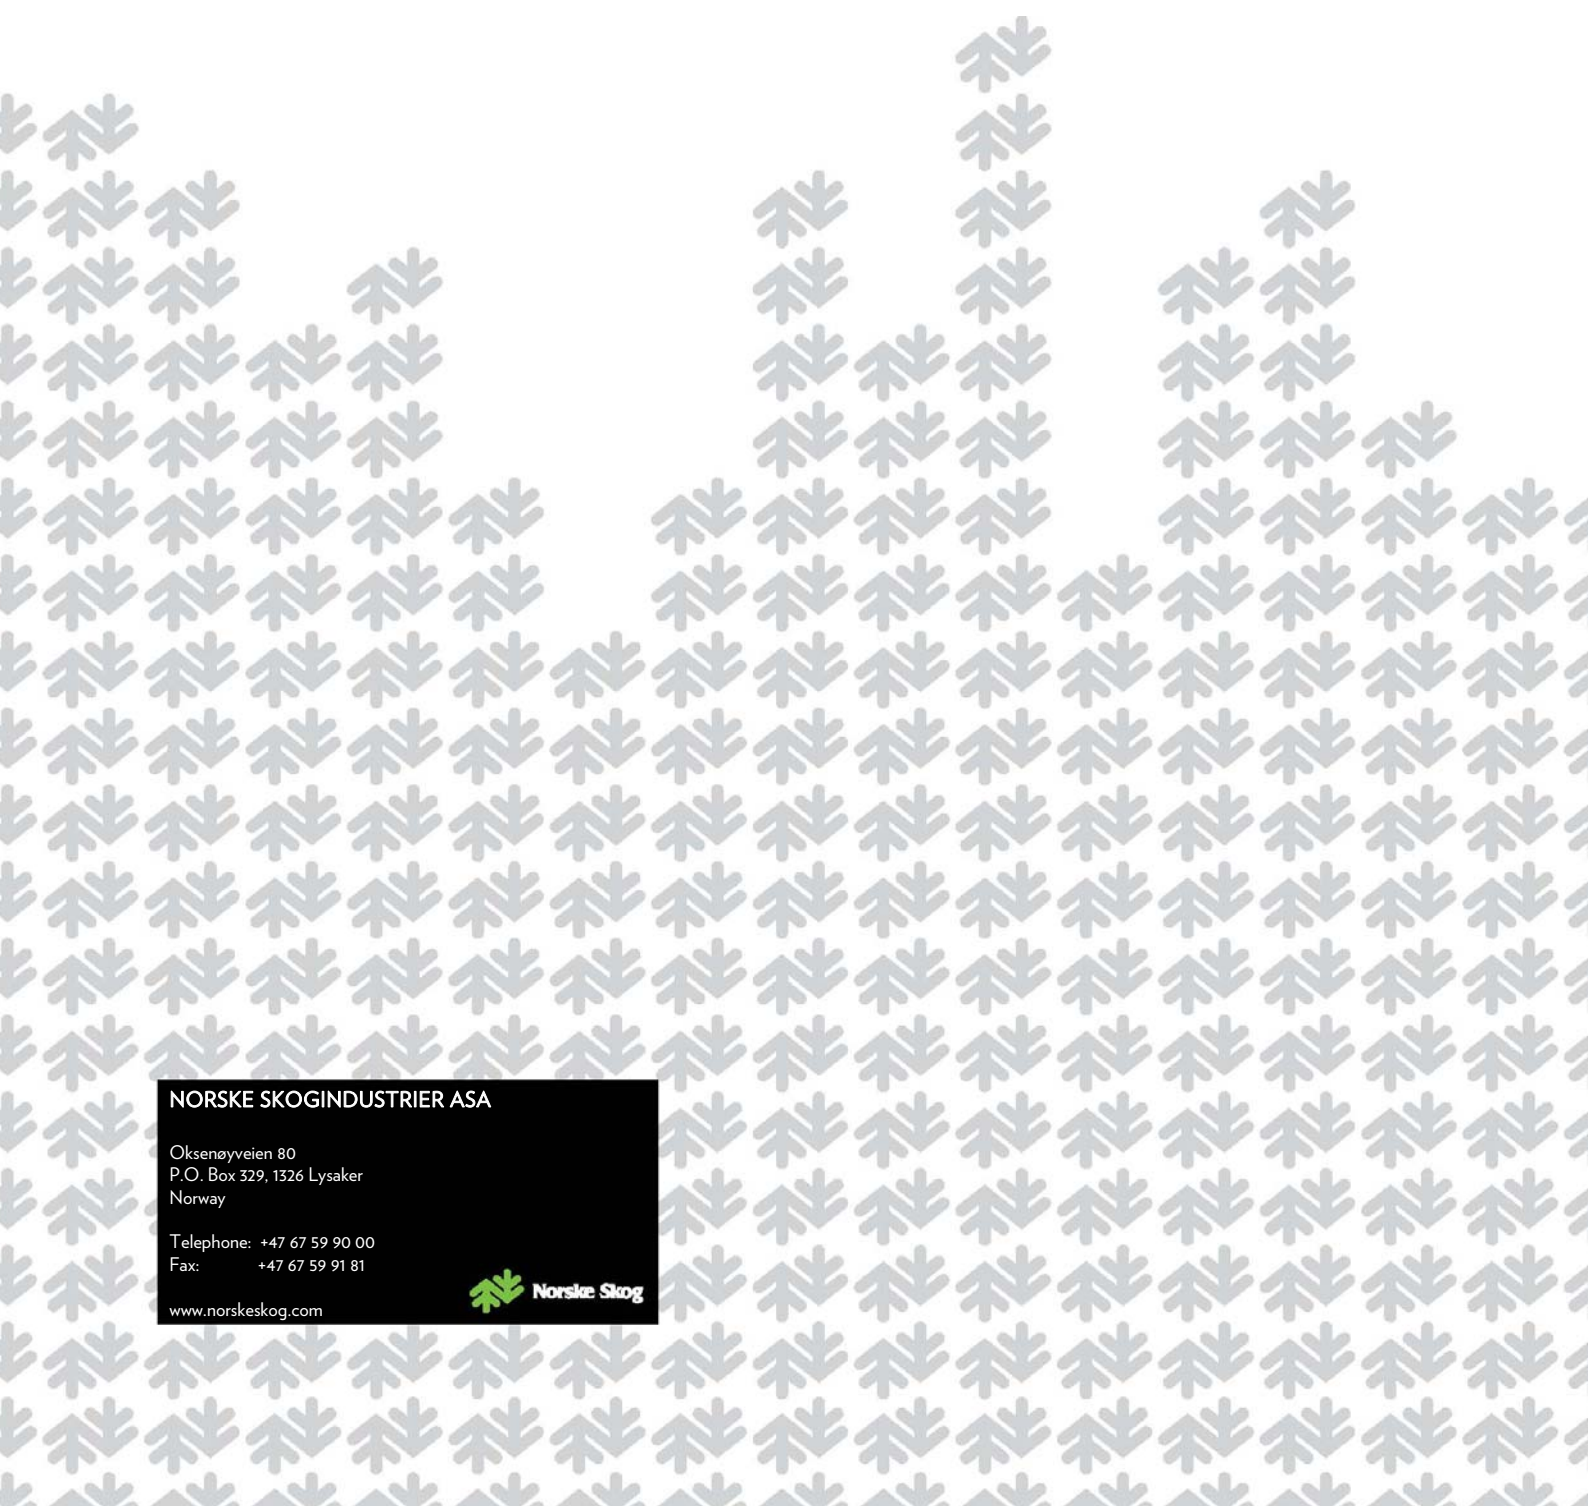 NORSKE SKOGINDUSTRIER ASA
Oksenøyveien 80
P.O. Box 329, 1326 Lysaker
Norway
Telephone: +47 67 59 90 00
Fax: +47 67 59 91 81
www.norskeskog.com
Norske Skog